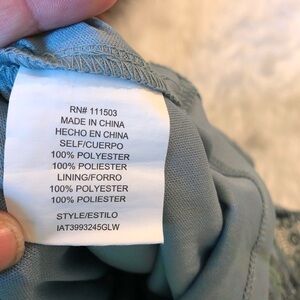 RN# 111503
MADE IN CHINA
HECHO EN CHINA
SELF/CUERPO
100% POLYESTER
100% POLIESTER
LINING/FORRO
100% POLYESTER
100% POLIESTER
STYLE/ESTILO
IAT3993245GLW